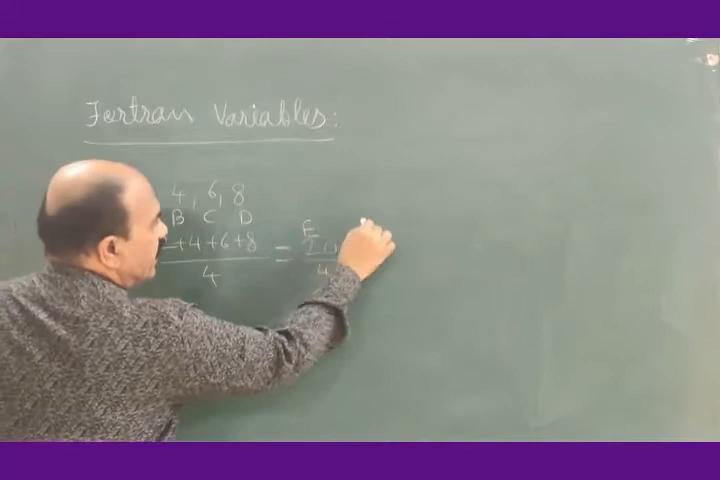 Fortran Variables:
4, 6, 8
B C D E
+4+6+8 = 20
4 4